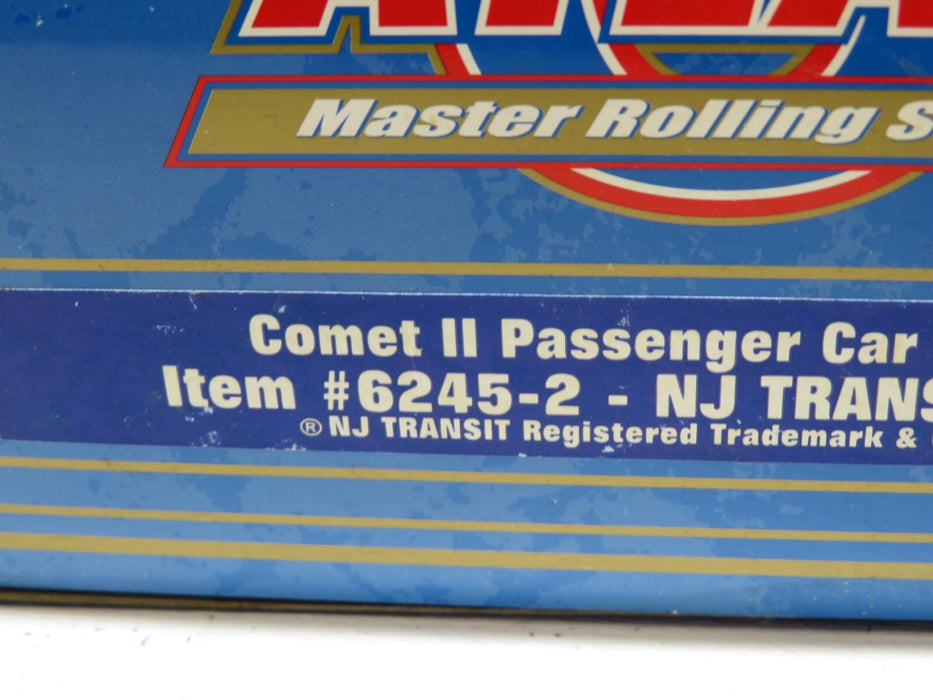 Master Rolling
Comet II Passenger Car
Item #6245-2 - NJ TRANS
® NJ TRANSIT Registered Trademark &